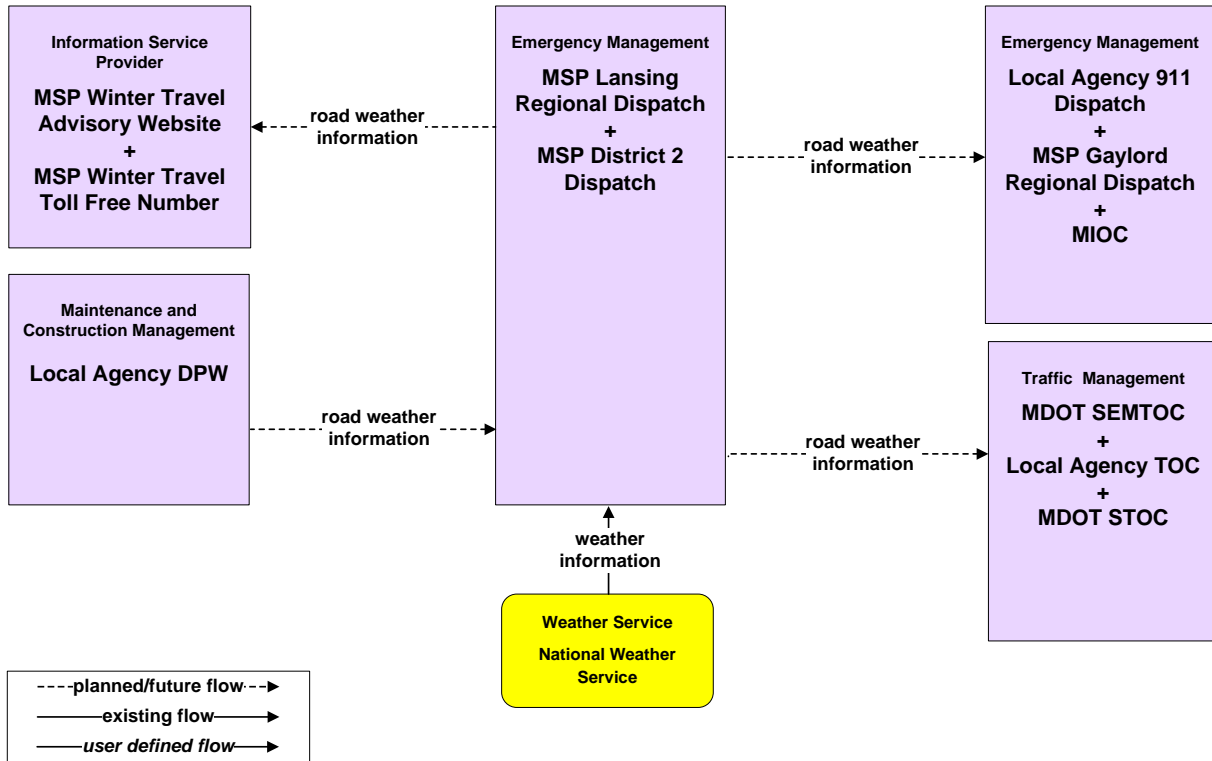 Information Service
Provider
MSP Winter Travel
Advisory Website
+
MSP Winter Travel
Toll Free Number
road weather
information
Emergency Management
MSP Lansing
Regional Dispatch
+
MSP District 2
Dispatch
road weather
information
Emergency Management
Local Agency 911
Dispatch
+
MSP Gaylord
Regional Dispatch
+
MIOC
Maintenance and
Construction Management
Local Agency DPW
road weather
information
road weather
information
Traffic Management
MDOT SEMTOC
+
Local Agency TOC
+
MDOT STOC
weather
information
Weather Service
National Weather
Service
planned/future flow
existing flow
user defined flow